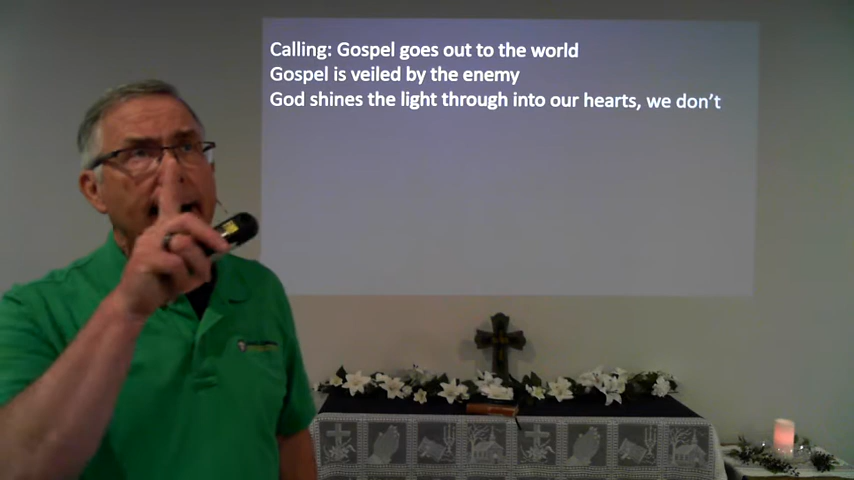 Calling: Gospel goes out to the world
Gospel is veiled by the enemy
God shines the light through into our hearts, we don't